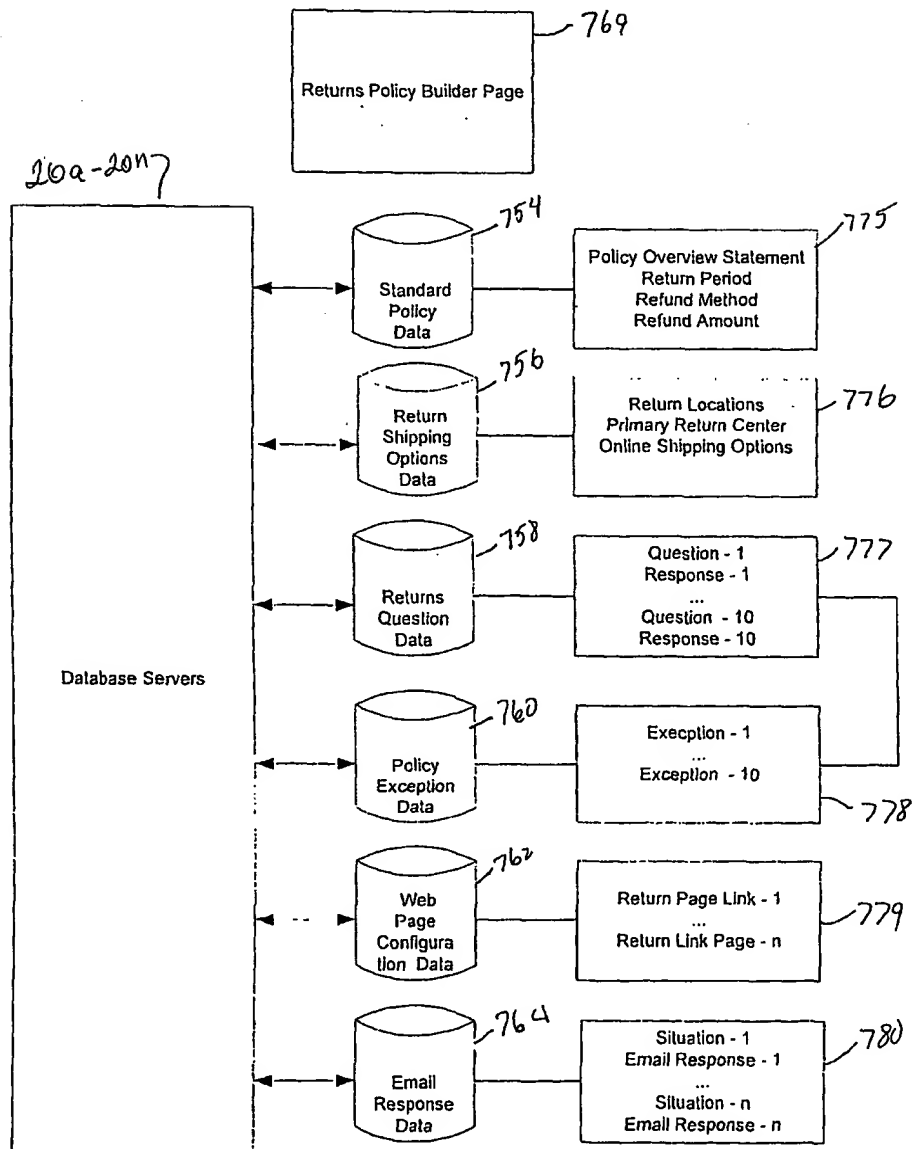 769
Returns Policy Builder Page
20a-20n
Database Servers
754
Standard
Policy
Data
775
Policy Overview Statement
Return Period
Refund Method
Refund Amount
756
Return
Shipping
Options
Data
776
Return Locations
Primary Return Center
Online Shipping Options
758
Returns
Question
Data
777
Question - 1
Response - 1
...
Question - 10
Response - 10
760
Policy
Exception
Data
Execption - 1
...
Exception - 10
778
762
Web
Page
Configura
tion Data
Return Page Link - 1
...
Return Link Page - n
779
764
Email
Response
Data
Situation - 1
Email Response - 1
...
Situation - n
Email Response - n
780